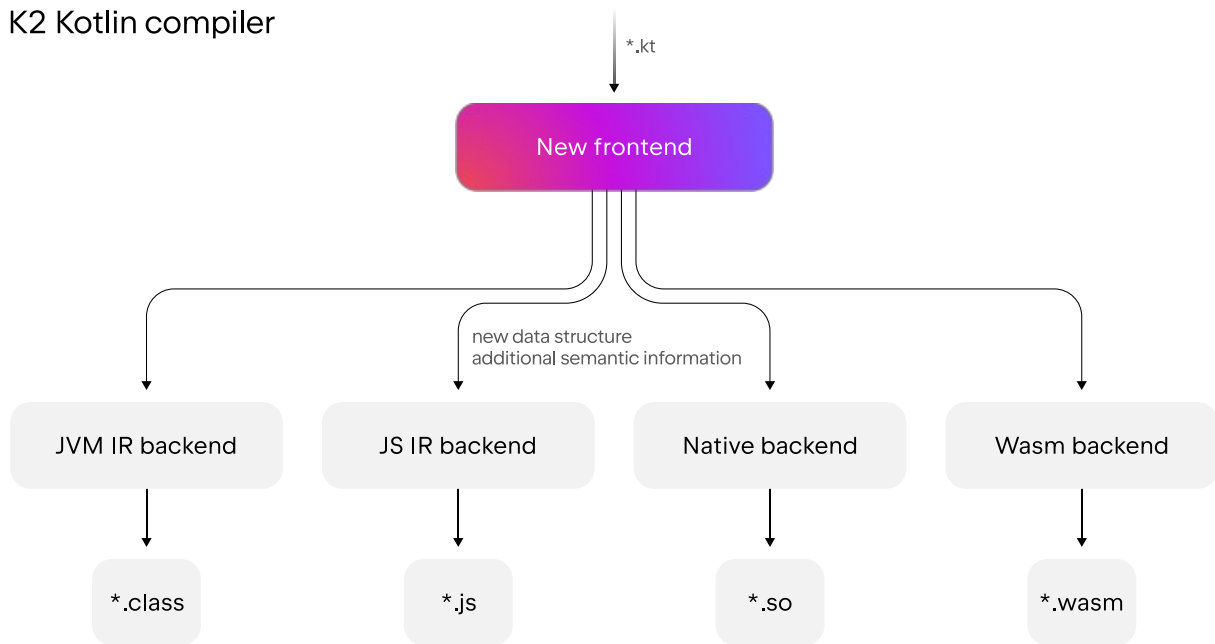 K2 Kotlin compiler
*.kt
New frontend
new data structure
additional semantic information
JVM IR backend
JS IR backend
Native backend
Wasm backend
*.class
*.js
*.so
*.wasm